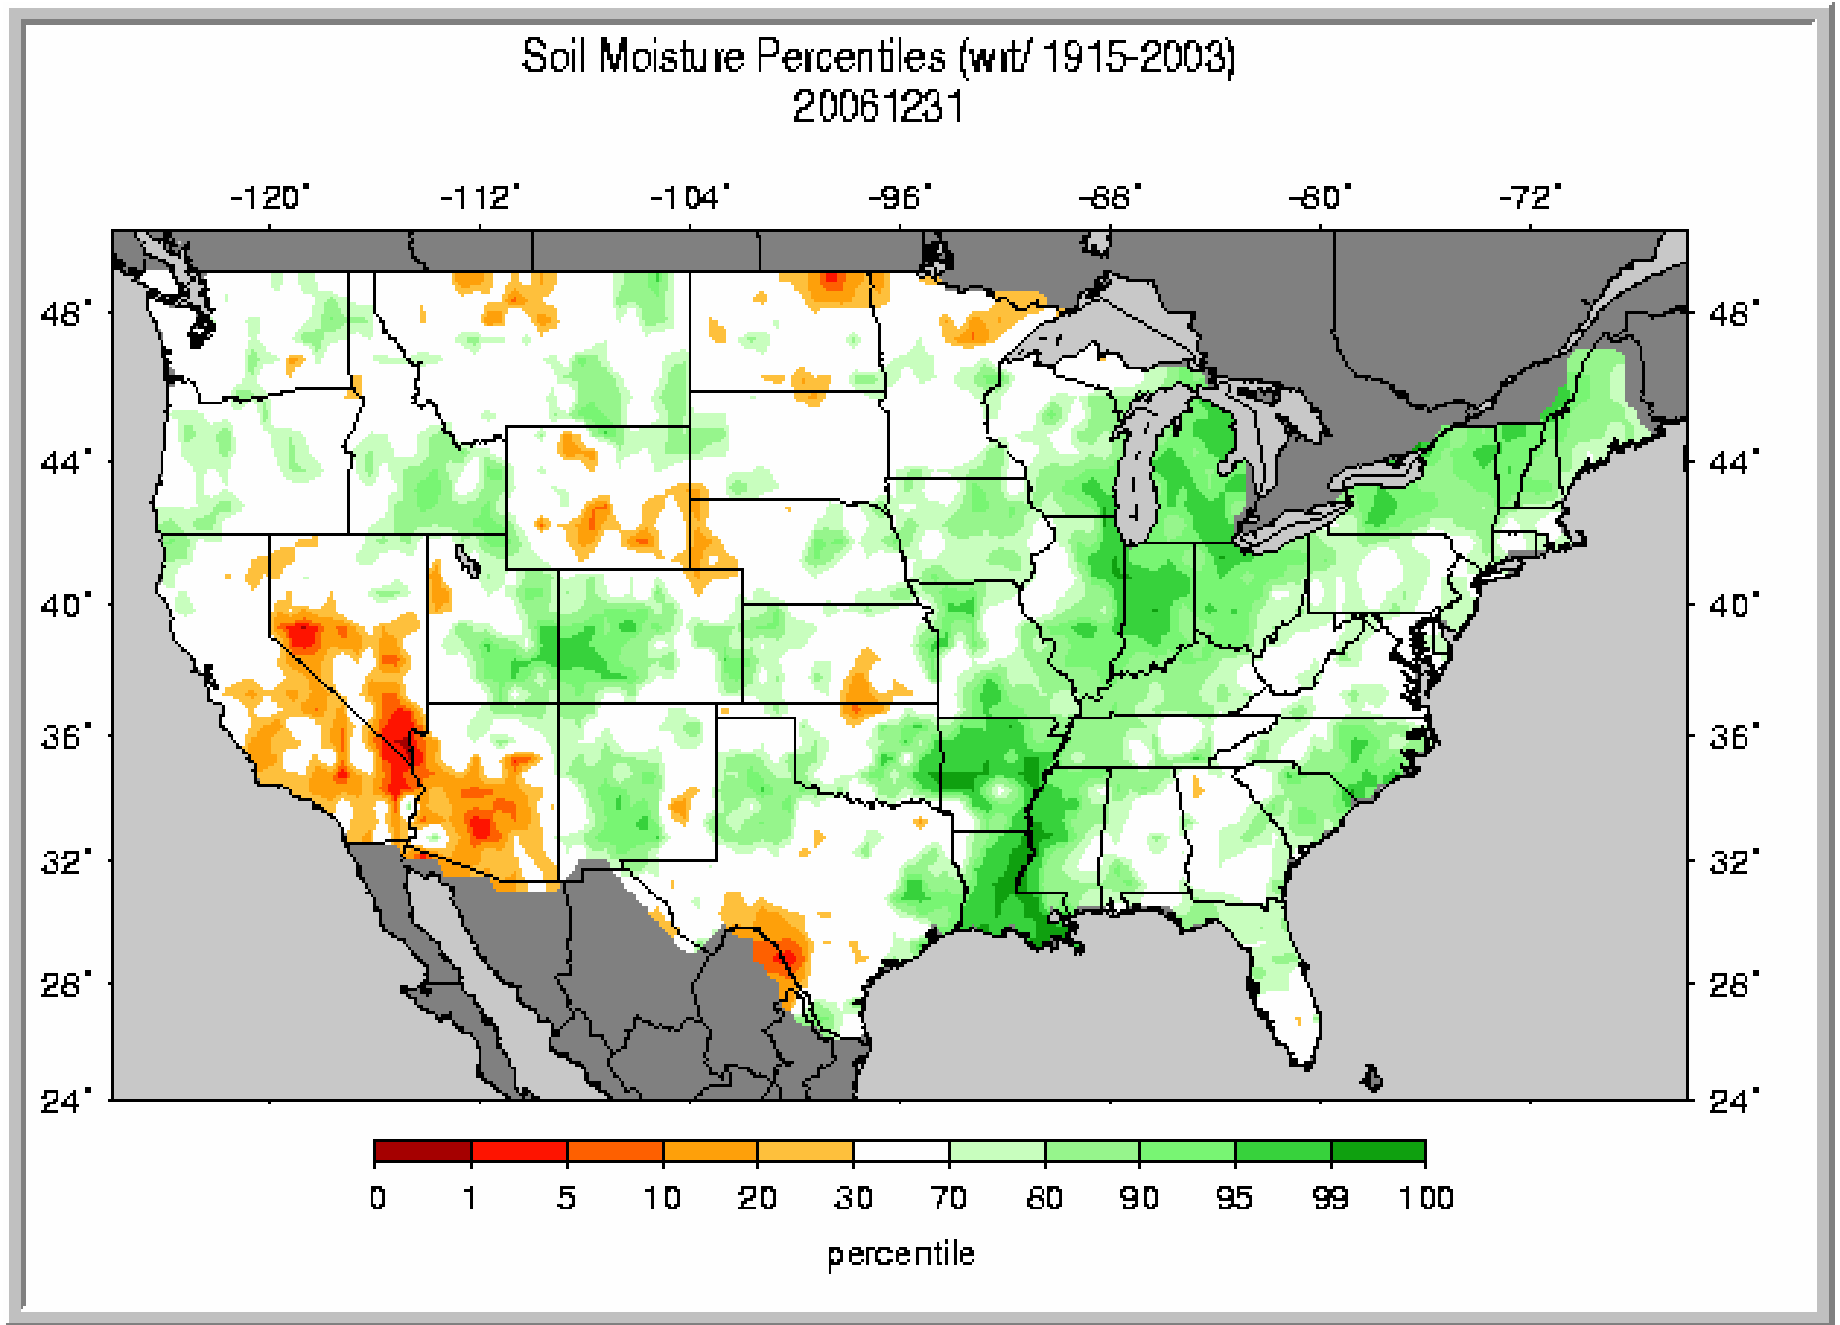 Soil Moisture Percentiles (wrt/ 1915-2003)
20061231
-120° -112° -104° -96° -88° -80° -72°
48° 48°
44° 44°
40° 40°
36° 36°
32° 32°
28° 28°
24° 24°
0 1 5 10 20 30 70 80 90 95 99 100
percentile